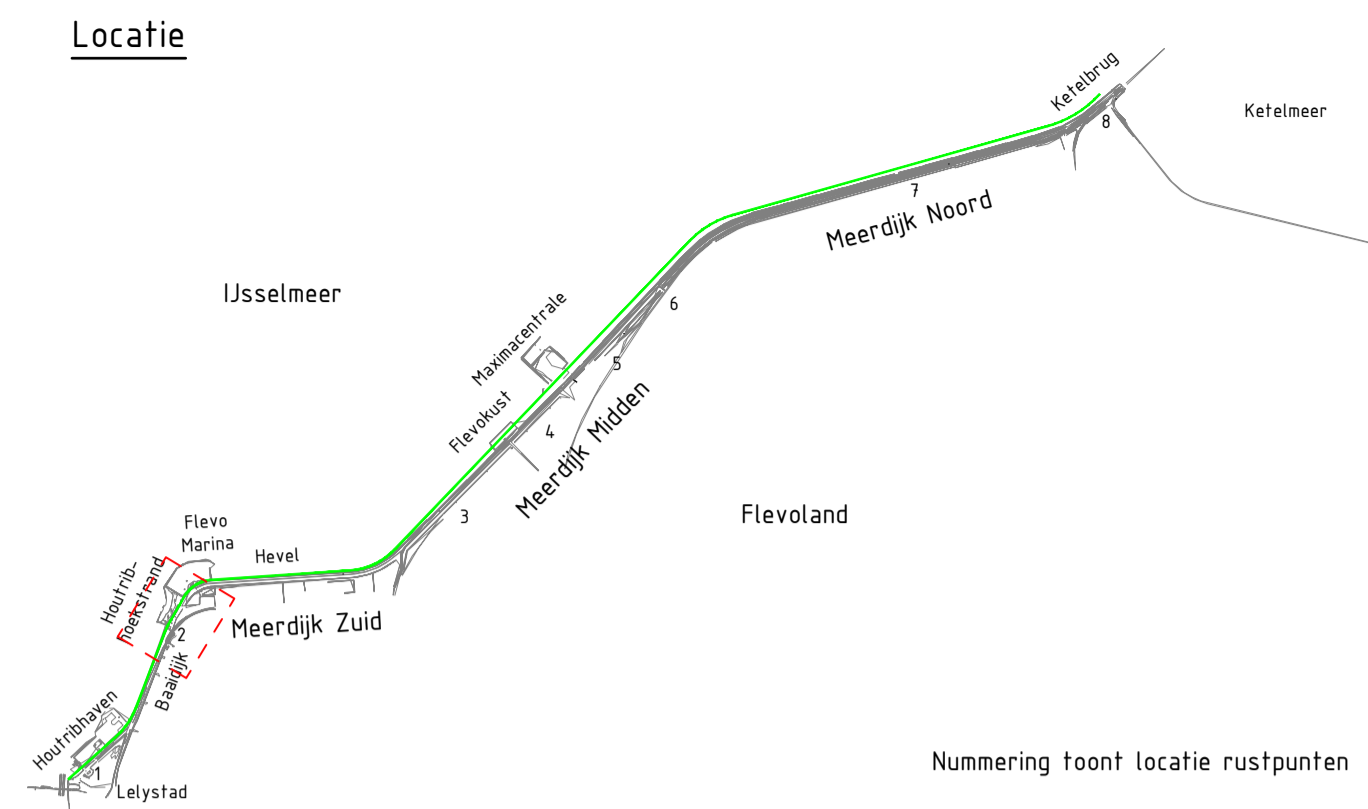 Locatie
Ketelbrug
Ketelmeer
8
7
Meerdijk Noord
IJsselmeer
6
Maximacentrale
5
Flevokust
4
Meerdijk Midden
3
Flevoland
Flevo
Marina
Hevel
Houtrib-
hoekstrand
Meerdijk Zuid
2
Baaidijk
Houtribhaven
1
Lelystad
Nummering toont locatie rustpunten